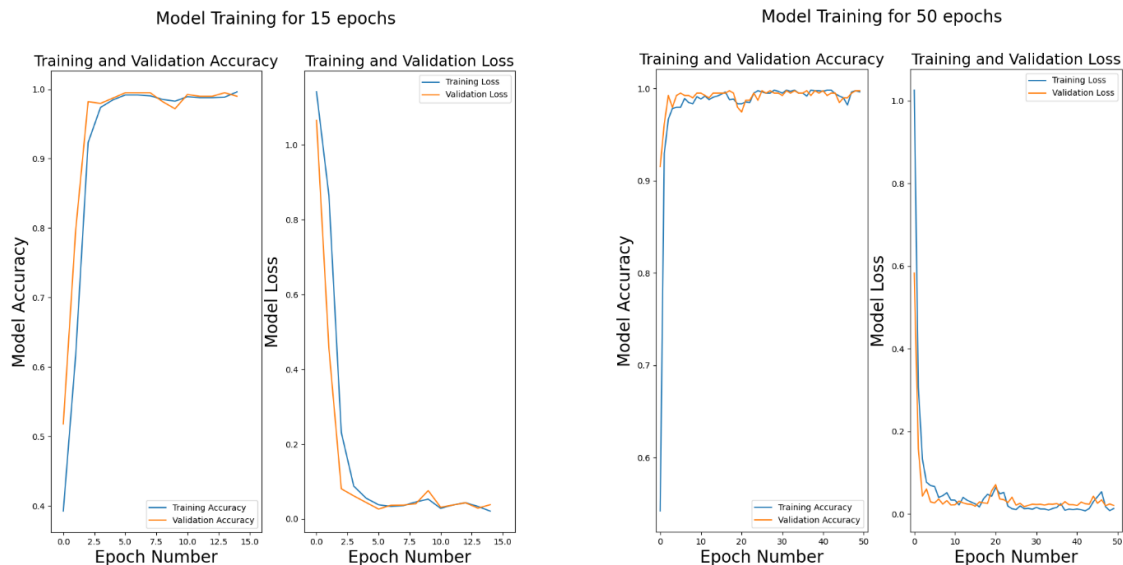 Model Training for 15 epochs
Training and Validation Accuracy
Model Accuracy
1.0
0.9
0.8
0.7
0.6
0.5
0.4
Training Accuracy
Validation Accuracy
0.0 2.5 5.0 7.5 10.0 12.5 15.0
Epoch Number
Training and Validation Loss
Model Loss
Training Loss
Validation Loss
1.0
0.8
0.6
0.4
0.2
0.0
0.0 2.5 5.0 7.5 10.0 12.5 15.0
Epoch Number
Model Training for 50 epochs
Training and Validation Accuracy
Model Accuracy
1.0
0.9
0.8
0.7
0.6
Training Accuracy
Validation Accuracy
0 10 20 30 40 50
Epoch Number
Training and Validation Loss
Model Loss
Training Loss
Validation Loss
1.0
0.8
0.6
0.4
0.2
0.0
0 10 20 30 40 50
Epoch Number